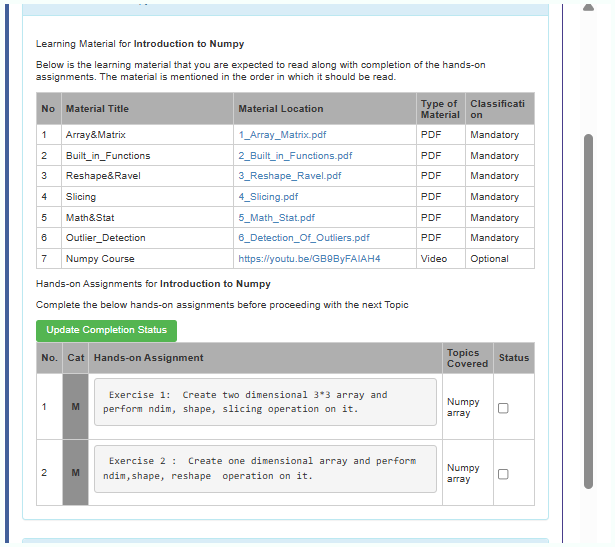 Learning Material for Introduction to Numpy
Below is the learning material that you are expected to read along with completion of the hands-on
assignments. The material is mentioned in the order in which it should be read.
No Material Title Material Location Type of Material Classificati on
1 Array&Matrix 1_Array_Matrix.pdf PDF Mandatory
2 Built_in_Functions 2_Built_in_Functions.pdf PDF Mandatory
3 Reshape&Ravel 3_Reshape_Ravel.pdf PDF Mandatory
4 Slicing 4_Slicing.pdf PDF Mandatory
5 Math&Stat 5_Math_Stat.pdf PDF Mandatory
6 Outlier_Detection 6_Detection_Of_Outliers.pdf PDF Mandatory
7 Numpy Course https://youtu.be/GB9ByFAIAH4 Video Optional
Hands-on Assignments for Introduction to Numpy
Complete the below hands-on assignments before proceeding with the next Topic
Update Completion Status
No. Cat Hands-on Assignment Topics Covered Status
1 M Exercise 1: Create two dimensional 3*3 array and
perform ndim, shape, slicing operation on it. Numpy array
2 M Exercise 2 : Create one dimensional array and perform
ndim,shape, reshape operation on it. Numpy array